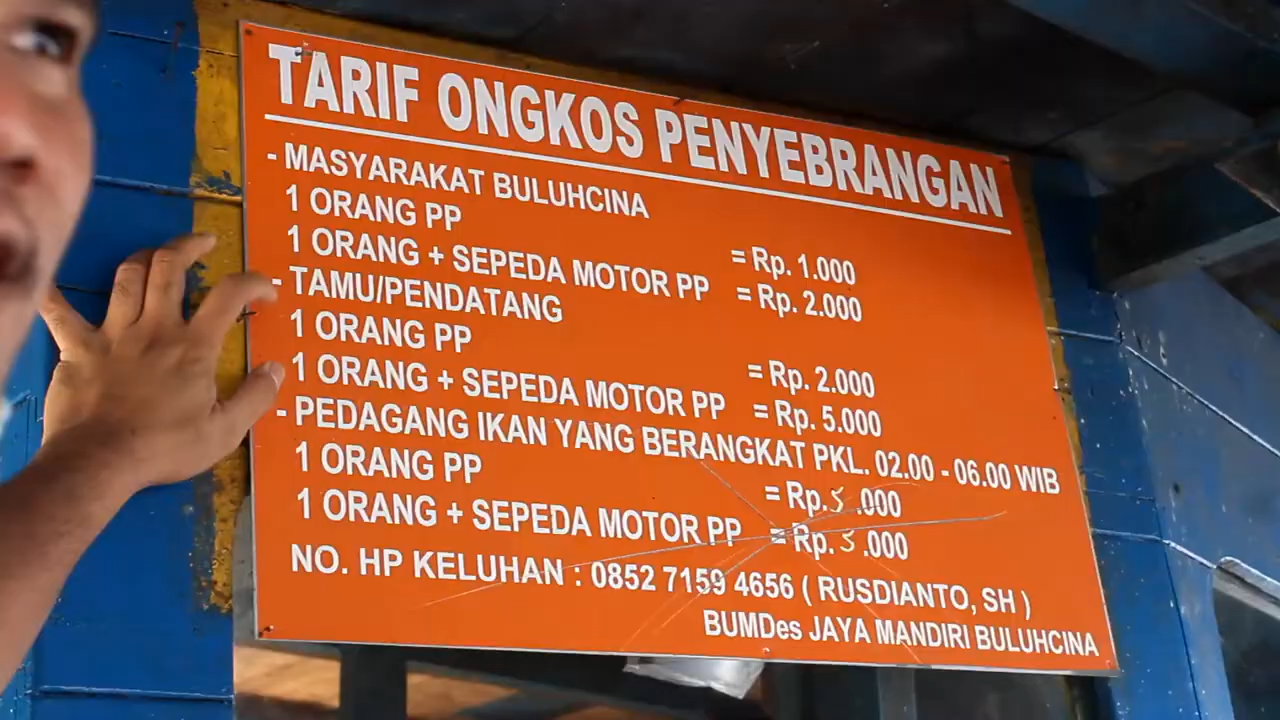 TARIF ONGKOS PENYEBRANGAN
- MASYARAKAT BULUHCINA
1 ORANG PP = Rp. 1.000
1 ORANG + SEPEDA MOTOR PP = Rp. 2.000
- TAMU/PENDATANG
1 ORANG PP = Rp. 2.000
1 ORANG + SEPEDA MOTOR PP = Rp. 5.000
- PEDAGANG IKAN YANG BERANGKAT PKL. 02.00 - 06.00 WIB
1 ORANG PP = Rp.5.000
1 ORANG + SEPEDA MOTOR PP = Rp. 5.000
NO. HP KELUHAN : 0852 7159 4656 ( RUSDIANTO, SH )
BUMDes JAYA MANDIRI BULUHCINA